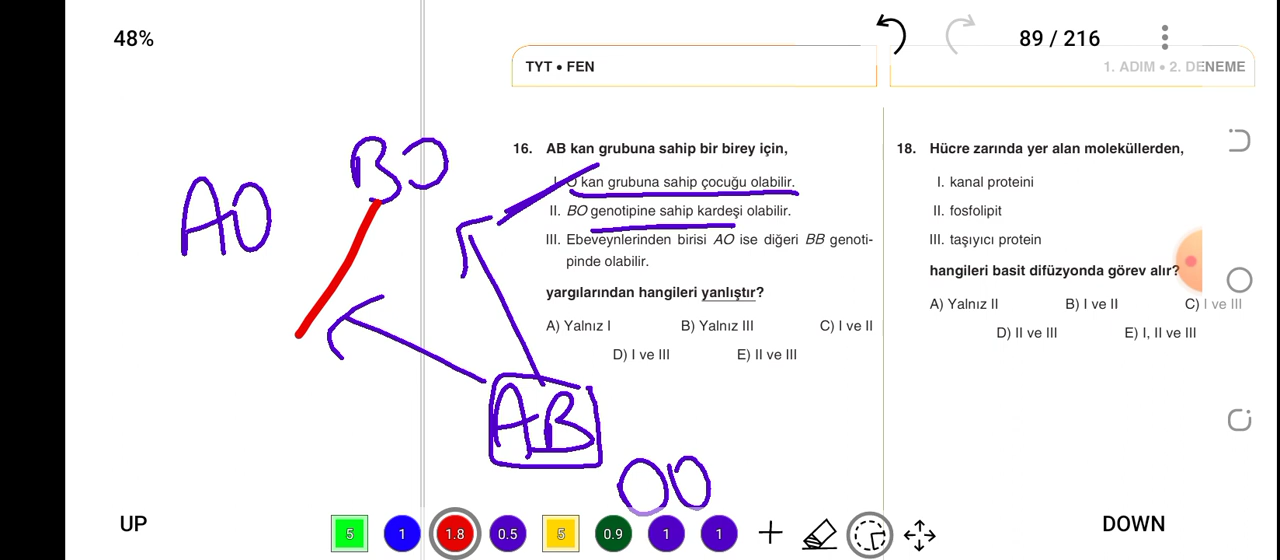 48%
89 / 216
TYT • FEN
1. ADIM • 2. DENEME
BO
AO
16. AB kan grubuna sahip bir birey için,
I. O kan grubuna sahip çocuğu olabilir.
II. BO genotipine sahip kardeşi olabilir.
III. Ebeveynlerinden birisi AO ise diğeri BB genoti-
pinde olabilir.
yargılarından hangileri yanlıştır?
A) Yalnız I B) Yalnız III C) I ve II
D) I ve III E) II ve III
AB
OO
18. Hücre zarında yer alan moleküllerden,
I. kanal proteini
II. fosfolipit
III. taşıyıcı protein
hangileri basit difüzyonda görev alır?
A) Yalnız II B) I ve II C) I ve III
D) II ve III E) I, II ve III
UP
5 1 1.8 0.5 5 0.9 1 1
DOWN